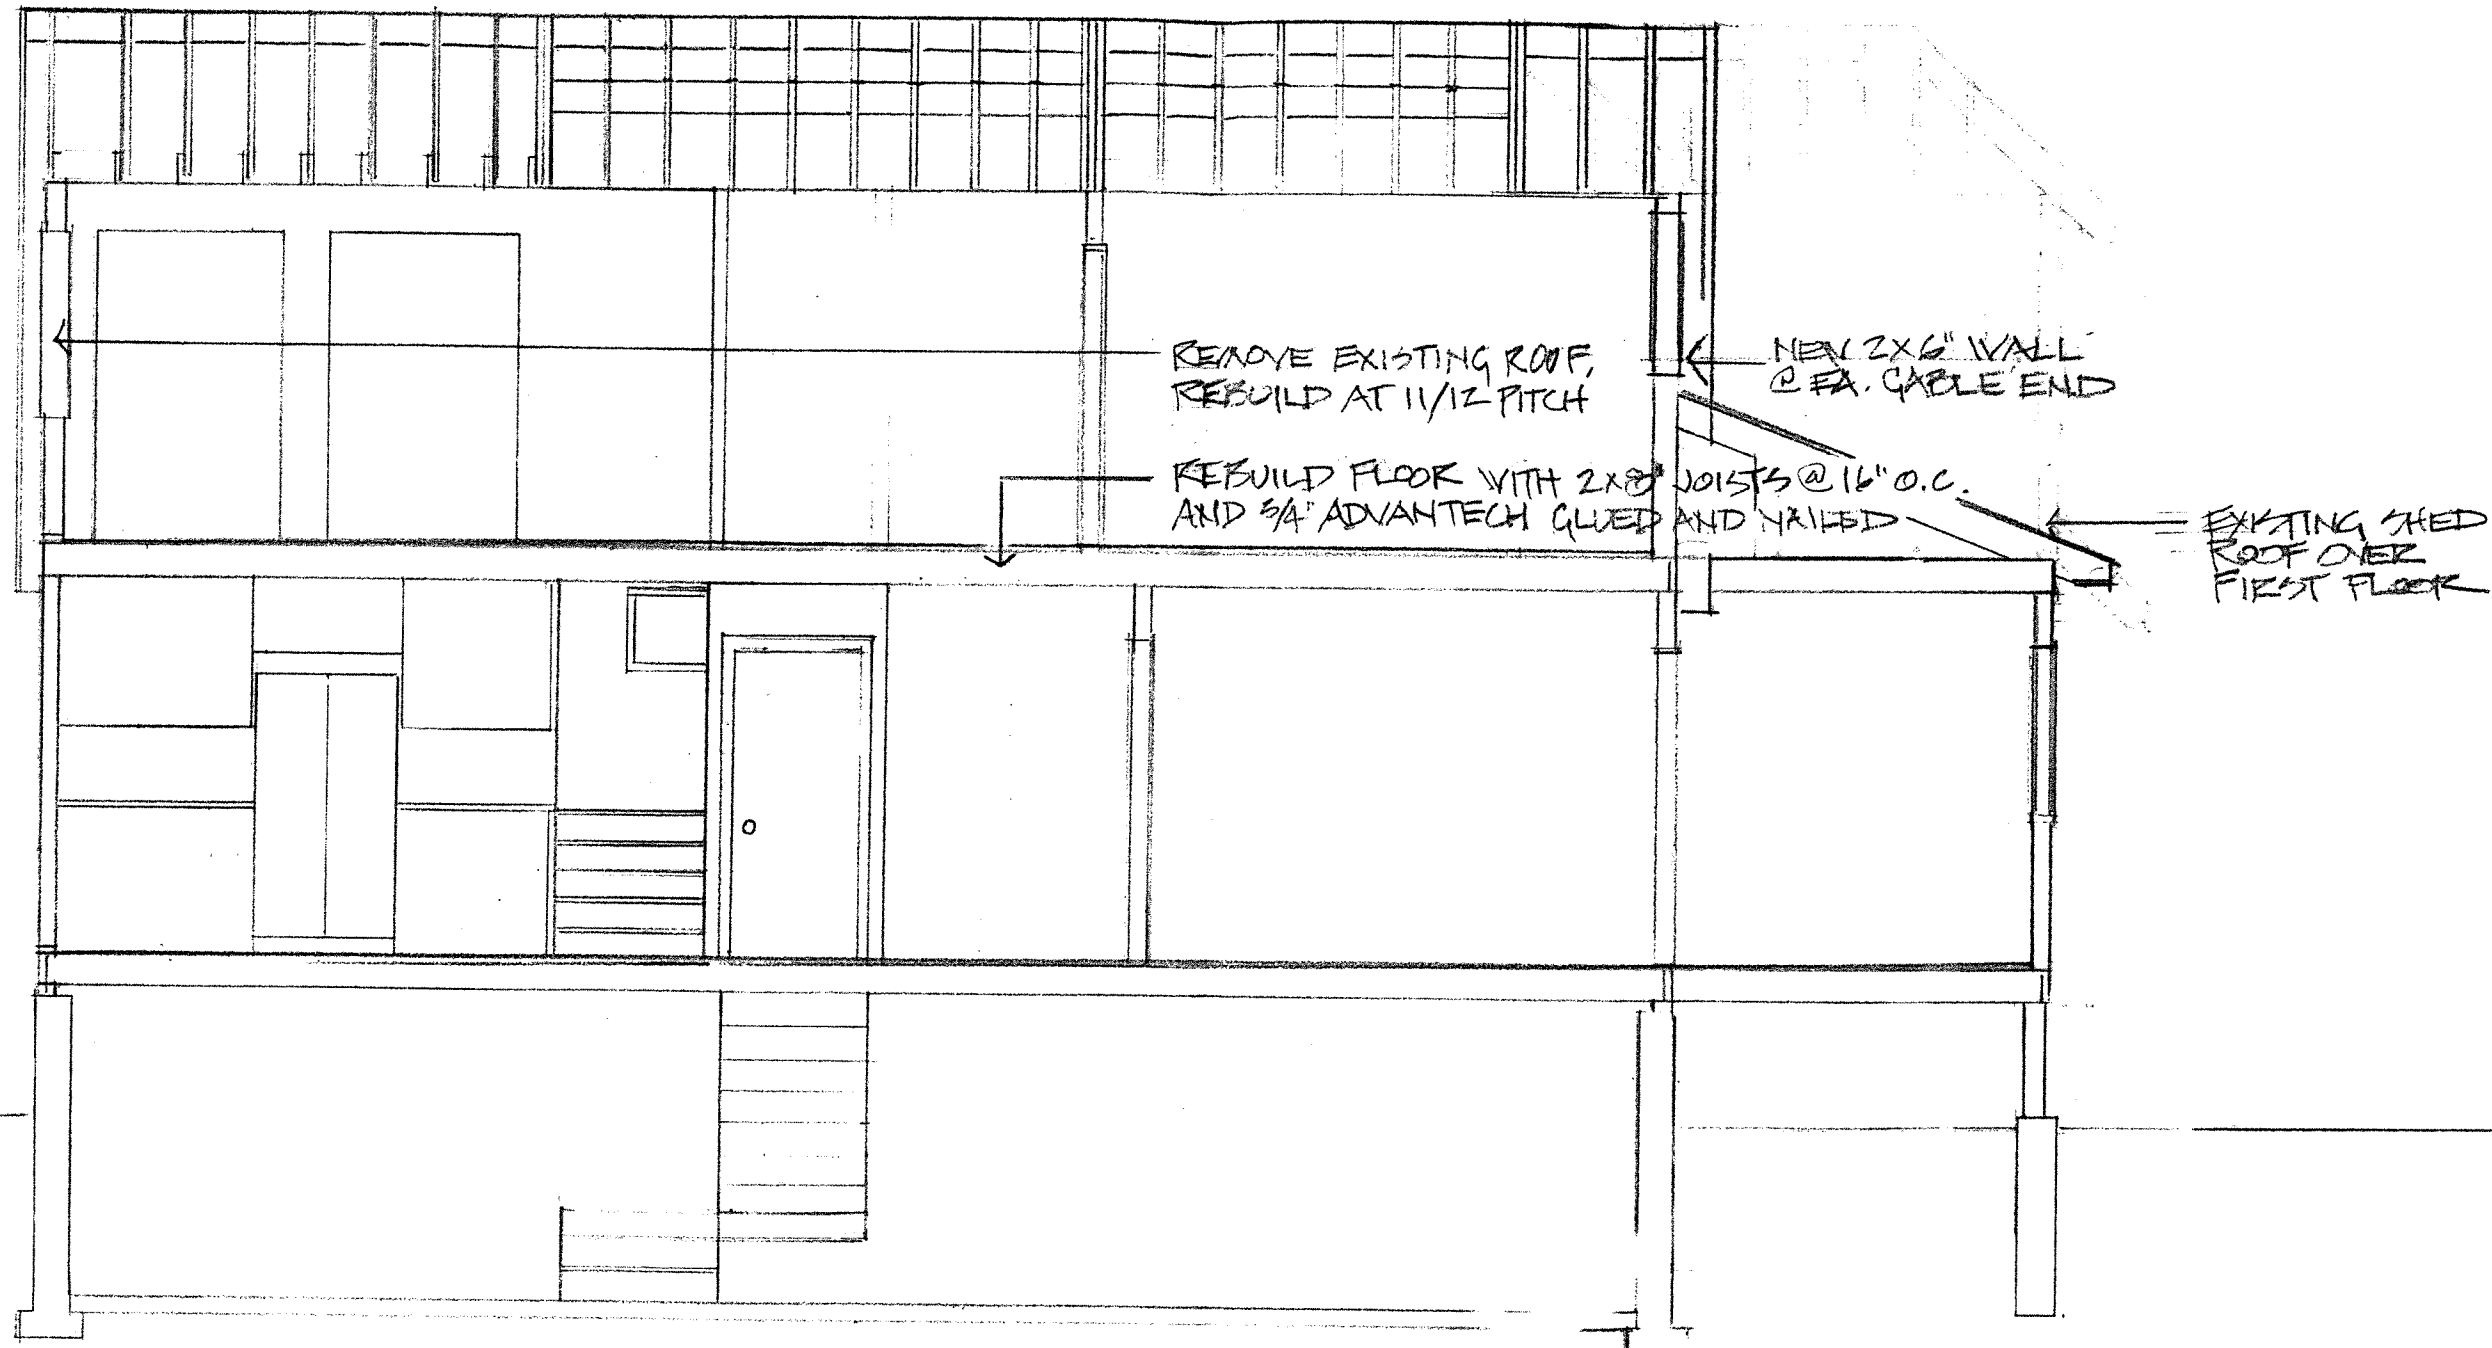 REMOVE EXISTING ROOF,
REBUILD AT 11/12 PITCH
NEW 2X6" WALL
@ EA. GABLE END
REBUILD FLOOR WITH 2X8" JOISTS @ 16" O.C.
AND 3/4" ADVANTECH GLUED AND NAILED
EXISTING SHED
ROOF OVER
FIRST FLOOR